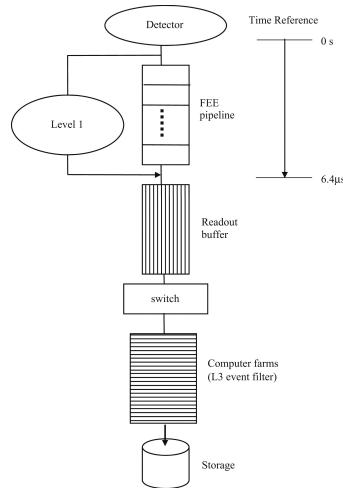 Detector
Time Reference
0 s
FEE
pipeline
Level 1
6.4μs
Readout
buffer
switch
Computer farms
(L3 event filter)
Storage